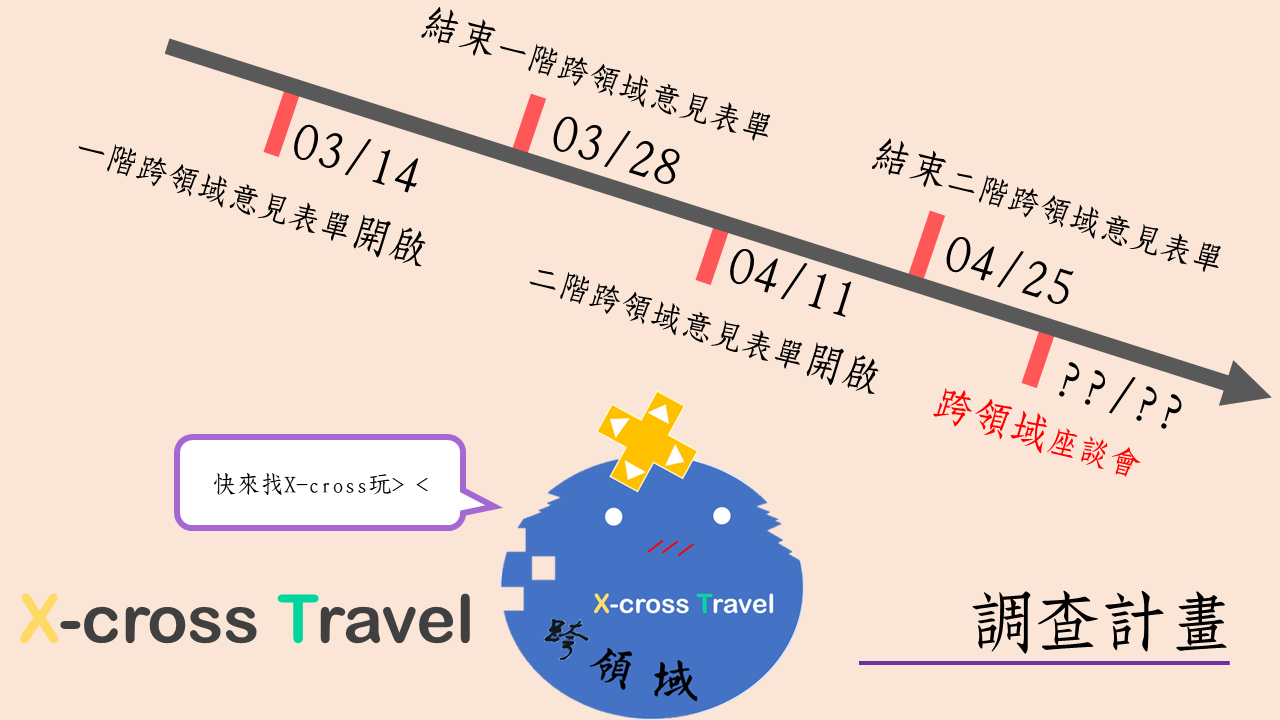 結束一階跨領域意見表單
03/14
03/28
一階跨領域意見表單開啟
結束二階跨領域意見表單
04/11
04/25
二階跨領域意見表單開啟
??/??
跨領域座談會
快來找X-cross玩> <
X-cross Travel
X-cross Travel
跨領域
調查計畫